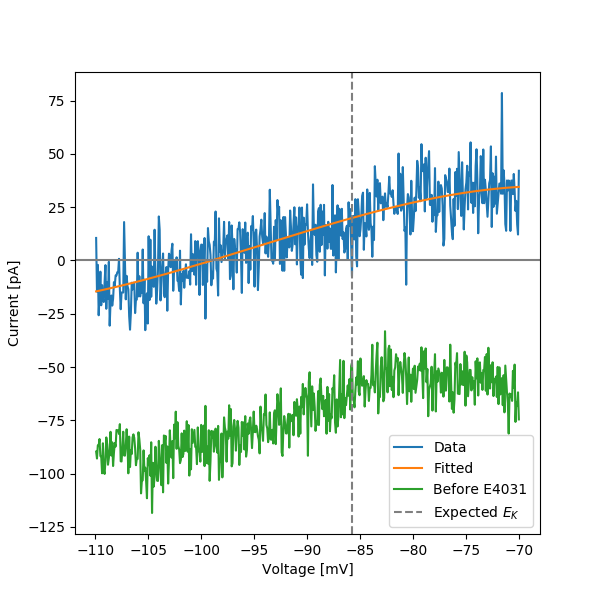 75
50
25
0
−25
−50
−75
−100
−125
Current [pA]
−110 −105 −100 −95 −90 −85 −80 −75 −70
Voltage [mV]
Data
Fitted
Before E4031
Expected E_K